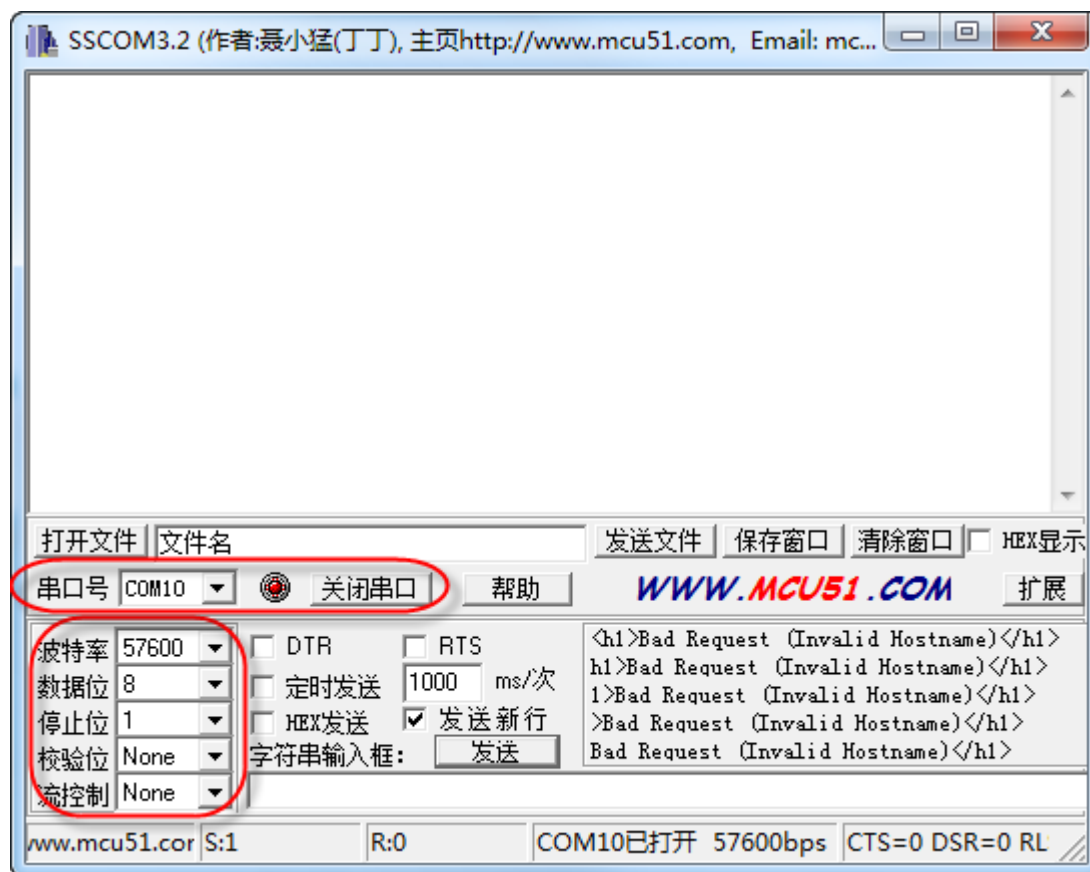 SSCOM3.2 (作者:聂小猛(丁丁), 主页http://www.mcu51.com, Email: mc...
打开文件 文件名 发送文件 保存窗口 清除窗口 HEX显示
串口号 COM10 关闭串口 帮助 WWW.MCU51.COM 扩展
波特率 57600 DTR RTS
数据位 8 定时发送 1000 ms/次
停止位 1 HEX发送 发送新行
校验位 None 字符串输入框: 发送
流控制 None
<h1>Bad Request (Invalid Hostname)</h1>
h1>Bad Request (Invalid Hostname)</h1>
1>Bad Request (Invalid Hostname)</h1>
>Bad Request (Invalid Hostname)</h1>
Bad Request (Invalid Hostname)</h1>
www.mcu51.cor S:1 R:0 COM10已打开 57600bps CTS=0 DSR=0 RL